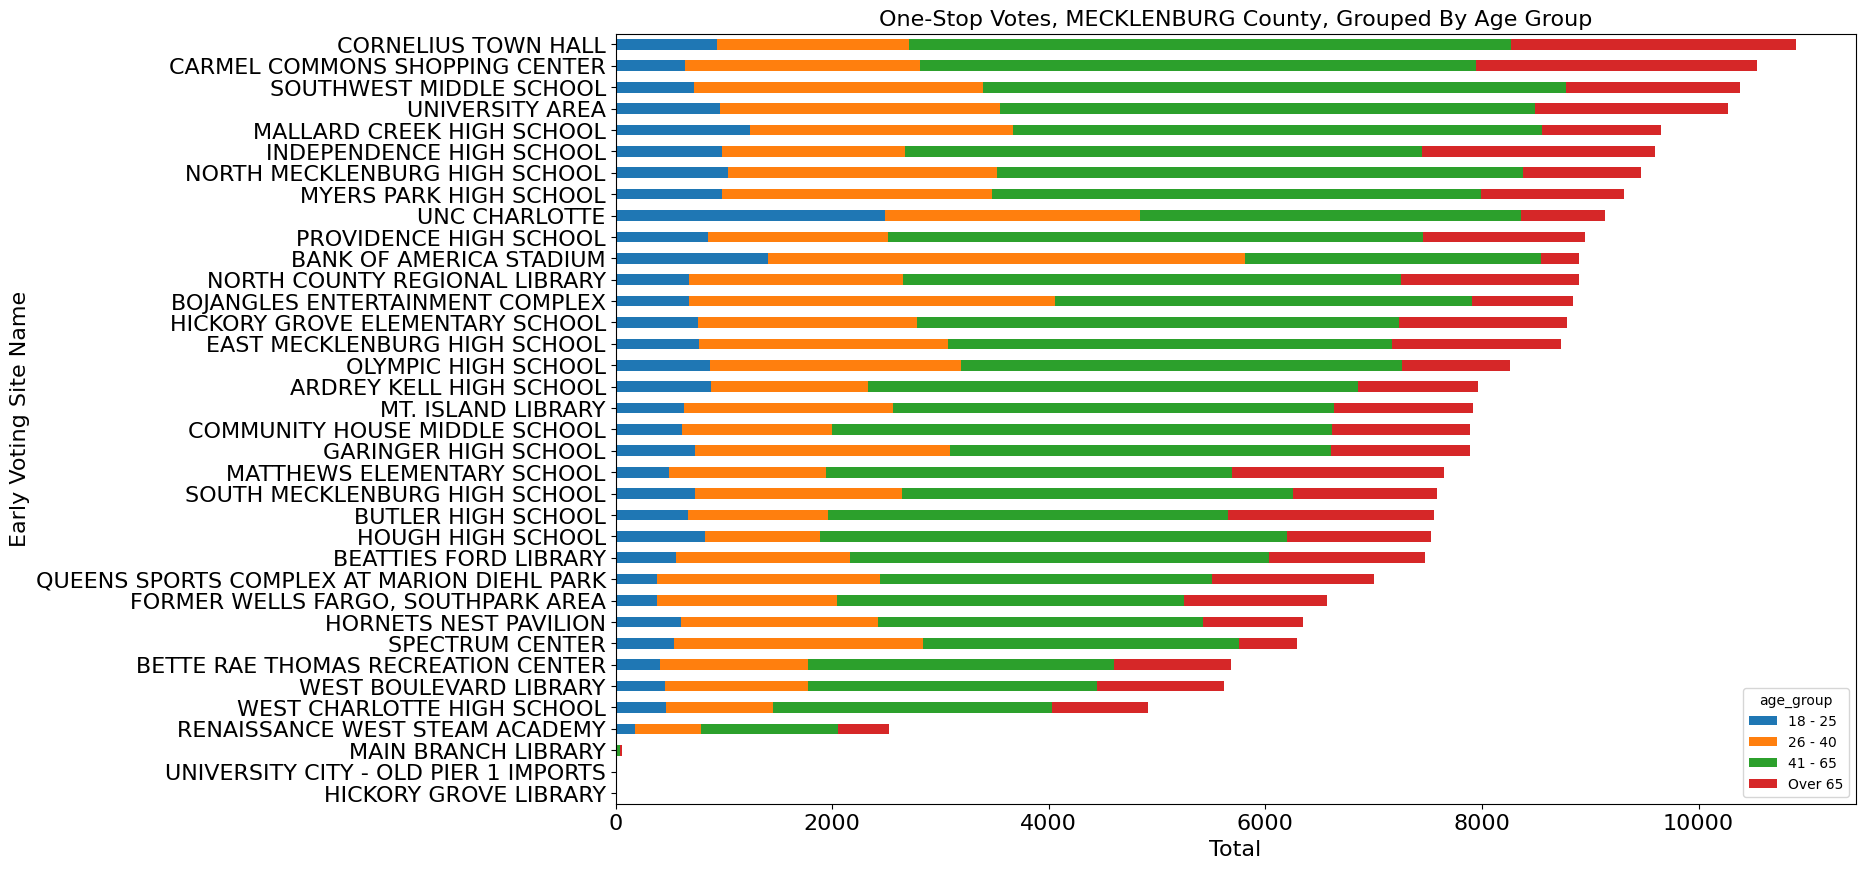 One-Stop Votes, MECKLENBURG County, Grouped By Age Group
Early Voting Site Name
CORNELIUS TOWN HALL
CARMEL COMMONS SHOPPING CENTER
SOUTHWEST MIDDLE SCHOOL
UNIVERSITY AREA
MALLARD CREEK HIGH SCHOOL
INDEPENDENCE HIGH SCHOOL
NORTH MECKLENBURG HIGH SCHOOL
MYERS PARK HIGH SCHOOL
UNC CHARLOTTE
PROVIDENCE HIGH SCHOOL
BANK OF AMERICA STADIUM
NORTH COUNTY REGIONAL LIBRARY
BOJANGLES ENTERTAINMENT COMPLEX
HICKORY GROVE ELEMENTARY SCHOOL
EAST MECKLENBURG HIGH SCHOOL
OLYMPIC HIGH SCHOOL
ARDREY KELL HIGH SCHOOL
MT. ISLAND LIBRARY
COMMUNITY HOUSE MIDDLE SCHOOL
GARINGER HIGH SCHOOL
MATTHEWS ELEMENTARY SCHOOL
SOUTH MECKLENBURG HIGH SCHOOL
BUTLER HIGH SCHOOL
HOUGH HIGH SCHOOL
BEATTIES FORD LIBRARY
QUEENS SPORTS COMPLEX AT MARION DIEHL PARK
FORMER WELLS FARGO, SOUTHPARK AREA
HORNETS NEST PAVILION
SPECTRUM CENTER
BETTE RAE THOMAS RECREATION CENTER
WEST BOULEVARD LIBRARY
WEST CHARLOTTE HIGH SCHOOL
RENAISSANCE WEST STEAM ACADEMY
MAIN BRANCH LIBRARY
UNIVERSITY CITY - OLD PIER 1 IMPORTS
HICKORY GROVE LIBRARY
age_group
18 - 25
26 - 40
41 - 65
Over 65
0 2000 4000 6000 8000 10000
Total